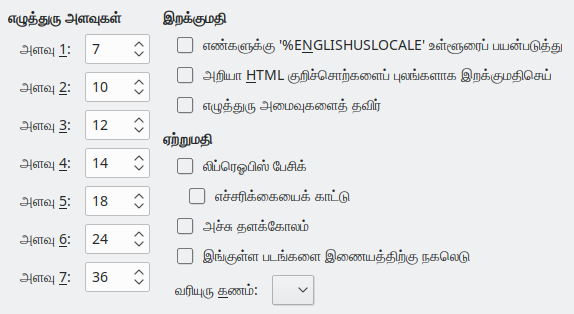 எழுத்துரு அளவுகள்
அளவு 1: 7
அளவு 2: 10
அளவு 3: 12
அளவு 4: 14
அளவு 5: 18
அளவு 6: 24
அளவு 7: 36
இறக்குமதி
எண்களுக்கு '%ENGLISHUSLOCALE' உள்ளூரைப் பயன்படுத்து
அறியா HTML குறிச்சொற்களைப் புலங்களாக இறக்குமதிசெய்
எழுத்துரு அமைவுகளைத் தவிர்
ஏற்றுமதி
லிப்ரெஓபிஸ் பேசிக்
எச்சரிக்கையைக் காட்டு
அச்சு தளக்கோலம்
இங்குள்ள படங்களை இணையத்திற்கு நகலெடு
வரியுரு கணம்: